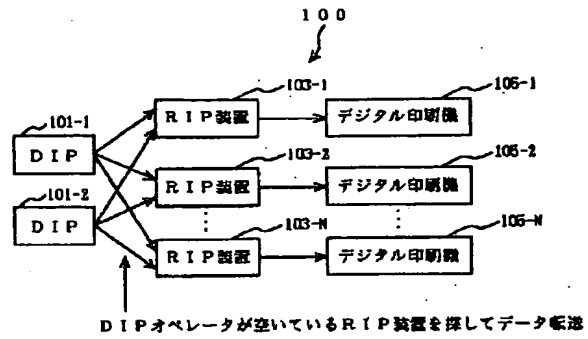 １００
103-1
105-1
ＲＩＰ装置
デジタル印刷機
101-1
ＤＩＰ
103-2
105-2
ＲＩＰ装置
デジタル印刷機
101-2
ＤＩＰ
103-N
105-N
ＲＩＰ装置
デジタル印刷機
ＤＩＰオペレータが空いているＲＩＰ装置を探してデータ転送